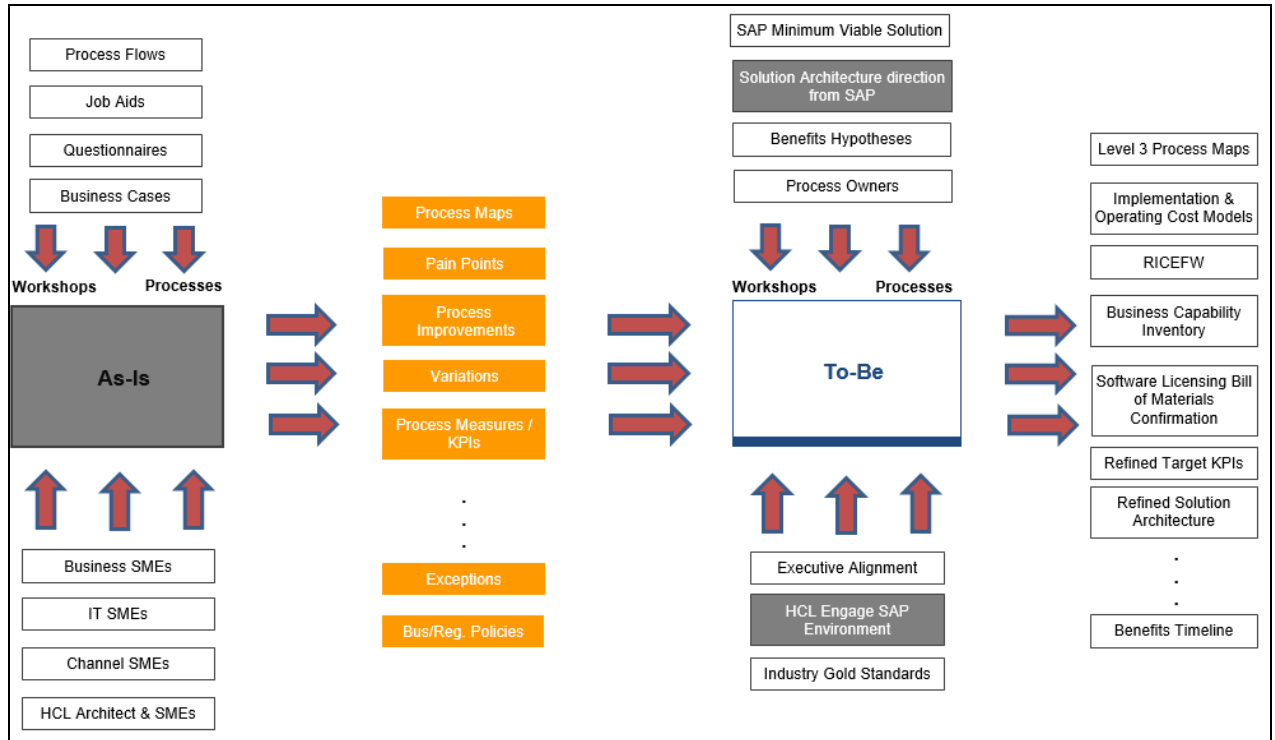 Process Flows
Job Aids
Questionnaires
Business Cases
Workshops
Processes
As-Is
Business SMEs
IT SMEs
Channel SMEs
HCL Architect & SMEs
Process Maps
Pain Points
Process
Improvements
Variations
Process Measures /
KPIs
.
.
.
Exceptions
Bus/Reg. Policies
SAP Minimum Viable Solution
Solution Architecture direction
from SAP
Benefits Hypotheses
Process Owners
Workshops
Processes
To-Be
Executive Alignment
HCL Engage SAP
Environment
Industry Gold Standards
Level 3 Process Maps
Implementation &
Operating Cost Models
RICEFW
Business Capability
Inventory
Software Licensing Bill
of Materials
Confirmation
Refined Target KPIs
Refined Solution
Architecture
.
.
.
Benefits Timeline